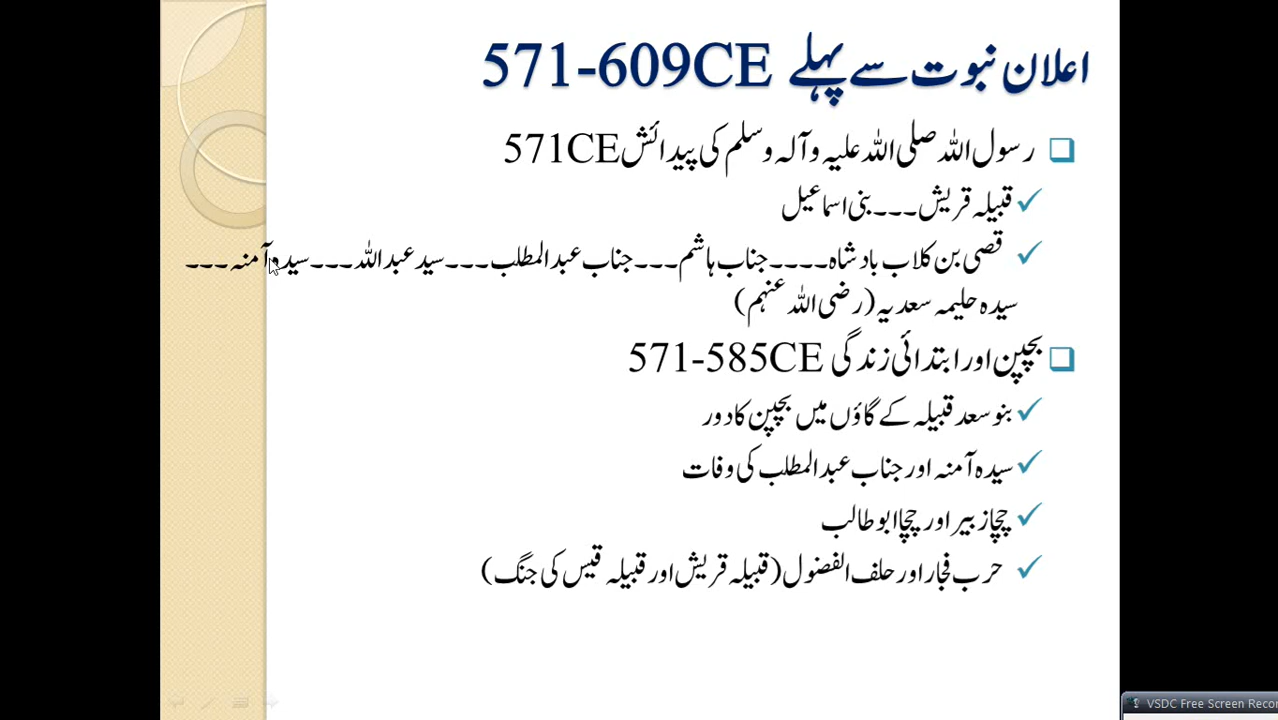 اعلان نبوت سے پہلے 571-609CE
رسول اللہ صلی اللہ علیہ وآلہ وسلم کی پیدائش 571CE
قبیلہ قریش۔۔۔بنی اسماعیل
قصی بن کلاب بادشاہ۔۔۔۔جناب ہاشم۔۔۔جناب عبدالمطلب۔۔۔سید عبداللہ۔۔۔سیدہ آمنہ۔۔۔
سیدہ حلیمہ سعدیہ (رضی اللہ عنہم)
بچپن اور ابتدائی زندگی 571-585CE
بنو سعد قبیلہ کے گاؤں میں بچپن کا دور
سیدہ آمنہ اور جناب عبدالمطلب کی وفات
چچا زبیر اور چچا ابو طالب
حرب فجار اور حلف الفضول (قبیلہ قریش اور قبیلہ قیس کی جنگ)
VSDC Free Screen Recor